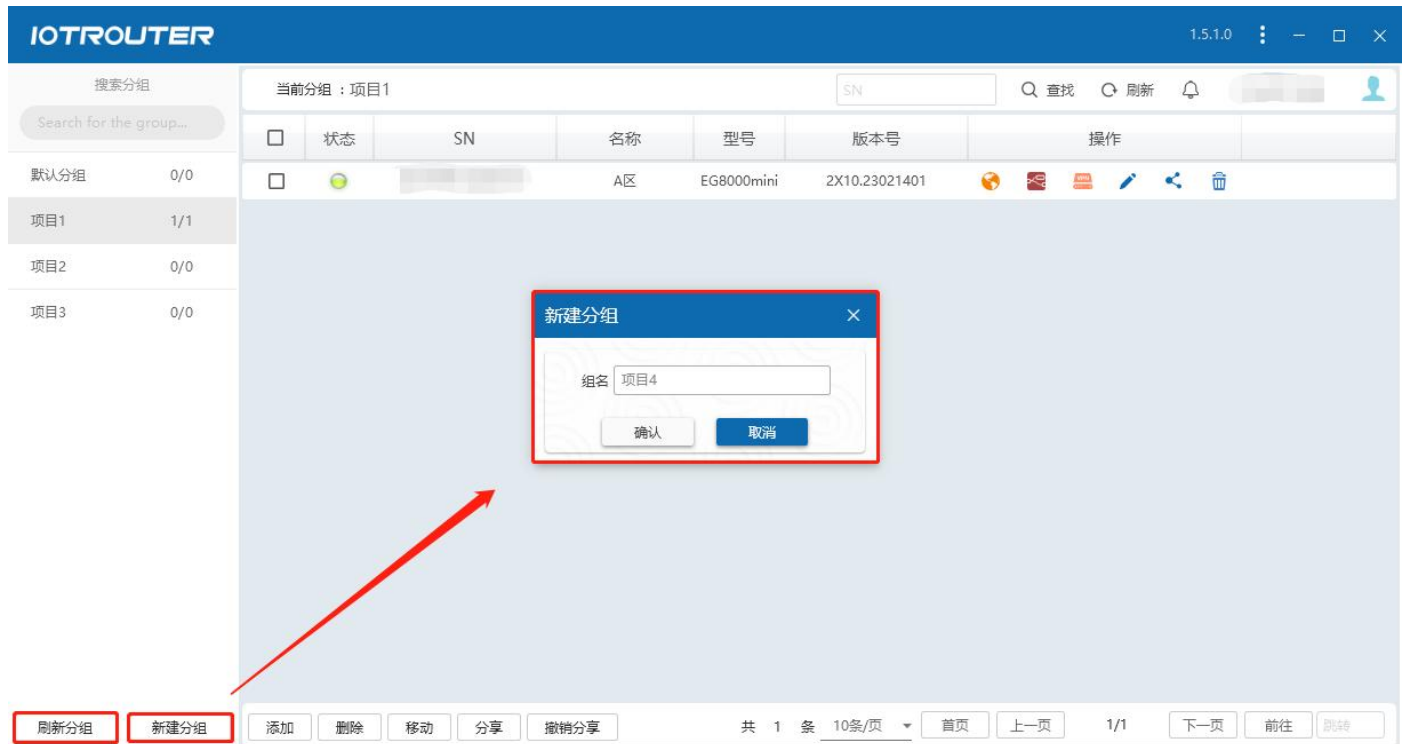 IOTROUTER
1.5.1.0
搜索分组
Search for the group...
当前分组 ：项目1
SN
查找
刷新
状态 SN 名称 型号 版本号 操作
默认分组 0/0
A区 EG8000mini 2X10.23021401
VPN
项目1 1/1
项目2 0/0
项目3 0/0
新建分组
组名 项目4
确认 取消
刷新分组 新建分组
添加 删除 移动 分享 撤销分享 共 1 条 10条/页 首页 上一页 1/1 下一页 前往 跳转